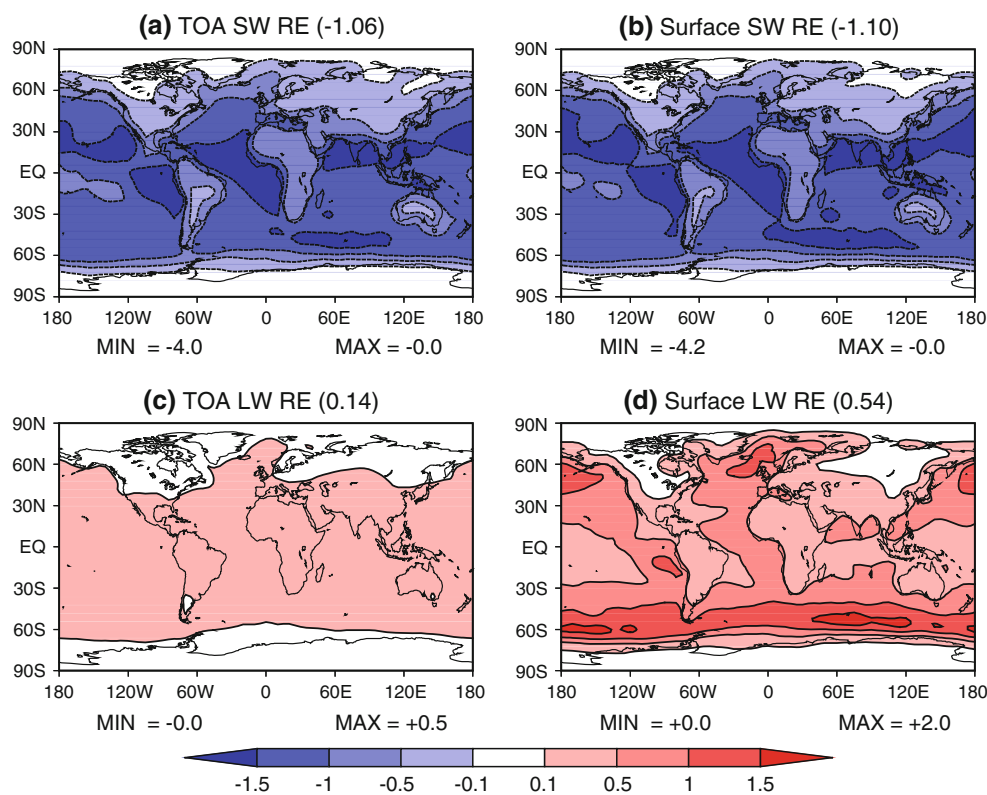 (a) TOA SW RE (-1.06)
90N
60N
30N
EQ
30S
60S
90S
180 120W 60W 0 60E 120E 180
MIN = -4.0 MAX = -0.0
(b) Surface SW RE (-1.10)
90N
60N
30N
EQ
30S
60S
90S
180 120W 60W 0 60E 120E 180
MIN = -4.2 MAX = -0.0
(c) TOA LW RE (0.14)
90N
60N
30N
EQ
30S
60S
90S
180 120W 60W 0 60E 120E 180
MIN = -0.0 MAX = +0.5
(d) Surface LW RE (0.54)
90N
60N
30N
EQ
30S
60S
90S
180 120W 60W 0 60E 120E 180
MIN = +0.0 MAX = +2.0
-1.5 -1 -0.5 -0.1 0.1 0.5 1 1.5